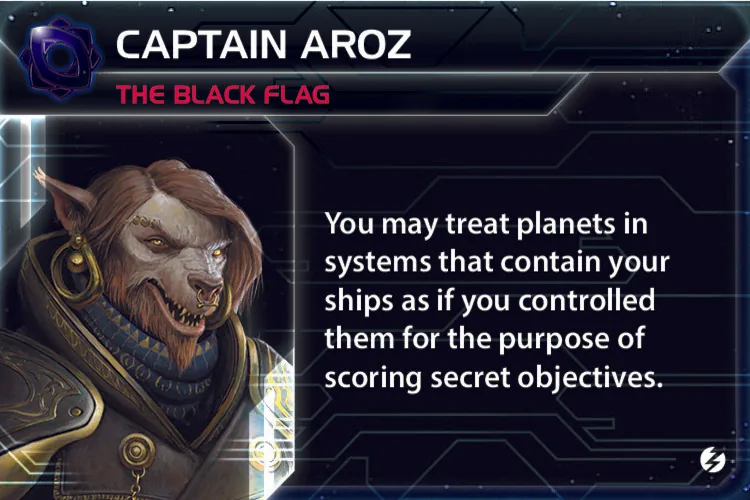 CAPTAIN AROZ
THE BLACK FLAG
You may treat planets in
systems that contain your
ships as if you controlled
them for the purpose of
scoring secret objectives.